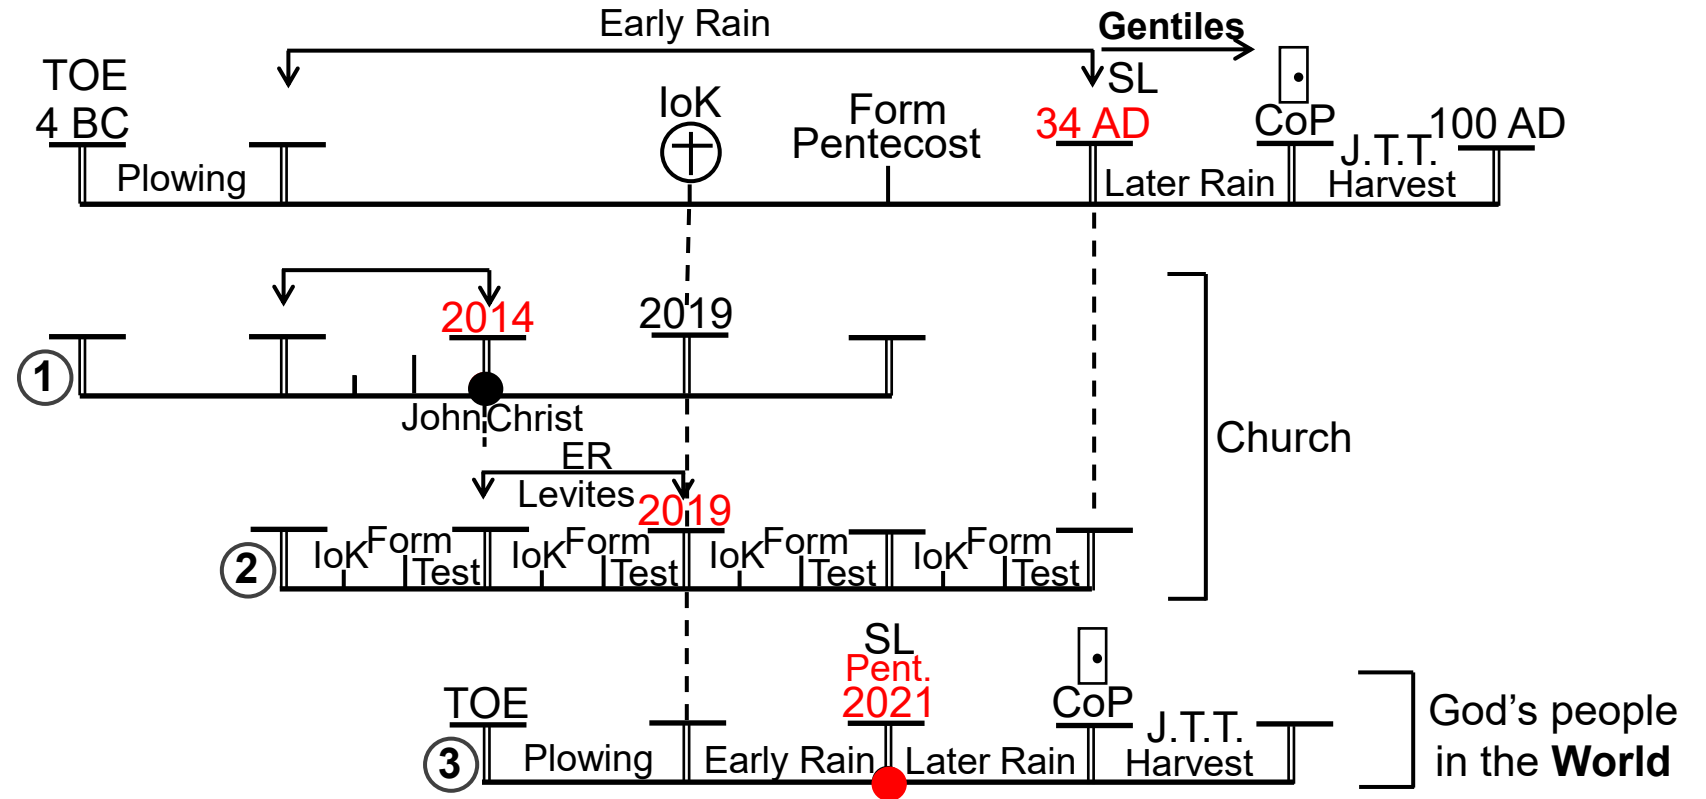 Early Rain
Gentiles
TOE
4 BC
IoK
Form
Pentecost
SL
34 AD
CoP
100 AD
Plowing
Later Rain
J.T.T.
Harvest
2014
2019
1
John
Christ
Church
ER
Levites
2019
2
IoK
Form
Test
IoK
Form
Test
IoK
Form
Test
IoK
Form
Test
SL
Pent.
2021
TOE
CoP
3
Plowing
Early Rain
Later Rain
J.T.T.
Harvest
God’s people
in the World